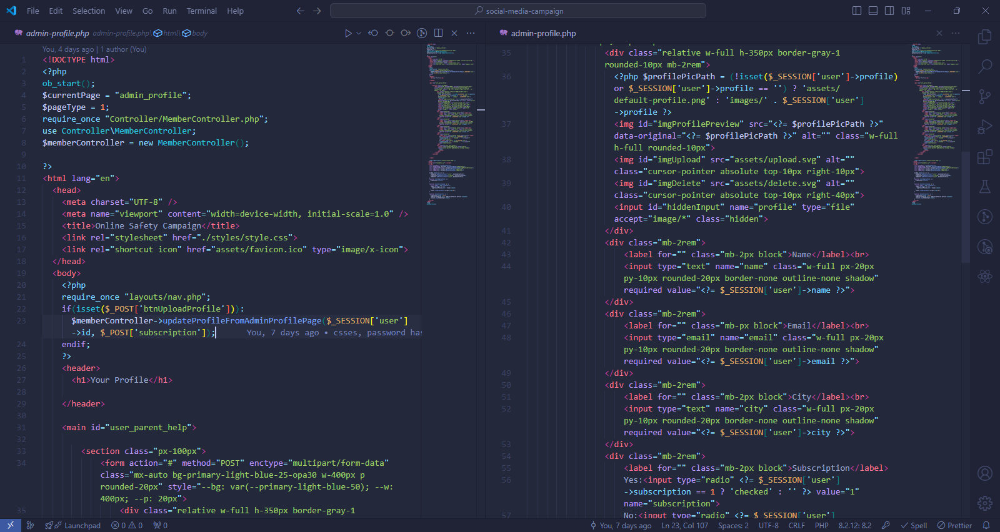 File Edit Selection View Go Run Terminal Help
social-media-campaign
admin-profile.php admin-profile.php\html\body
You, 4 days ago | 1 author (You)
1 <!DOCTYPE html>
2 <?php
3 ob_start();
4 $currentPage = "admin_profile";
5 $pageType = 1;
6 require_once "Controller/MemberController.php";
7 use Controller\MemberController;
8 $memberController = new MemberController();
9
10 ?>
11 <html lang="en">
12 <head>
13 <meta charset="UTF-8" />
14 <meta name="viewport" content="width=device-width, initial-scale=1.0" />
15 <title>Online Safety Campaign</title>
16 <link rel="stylesheet" href="./styles/style.css">
17 <link rel="shortcut icon" href="assets/favicon.ico" type="image/x-icon">
18 </head>
19 <body>
20 <?php
21 require_once "layouts/nav.php";
22 if(isset($_POST['btnUploadProfile'])):
23 $memberController->updateProfileFromAdminProfilePage($_SESSION['user']
->id, $_POST['subscription']); You, 7 days ago • csses, password has
24 endif;
25 ?>
26 <header>
27 <h1>Your Profile</h1>
28
29 </header>
30
31 <main id="user_parent_help">
32
33 <section class="px-100px">
34 <form action="#" method="POST" enctype="multipart/form-data"
class="mx-auto bg-primary-light-blue-25-opa30 w-400px p
rounded-20px" style="--bg: var(--primary-light-blue-50); --w:
400px; --p: 20px">
35 <div class="relative w-full h-350px border-gray-1
admin-profile.php
35 <div class="relative w-full h-350px border-gray-1
rounded-10px mb-2rem">
36 <?php $profilePicPath = (!isset($_SESSION['user']->profile)
or $_SESSION['user']->profile == '') ? 'assets/
default-profile.png' : 'images/' . $_SESSION['user']
->profile ?>
37 <img id="imgProfilePreview" src="<?= $profilePicPath ?>"
data-original="<?= $profilePicPath ?>" alt="" class="w-full
h-full rounded-10px">
38 <img id="imgUpload" src="assets/upload.svg" alt=""
class="cursor-pointer absolute top-10px right-10px">
39 <img id="imgDelete" src="assets/delete.svg" alt=""
class="cursor-pointer absolute top-10px right-40px">
40 <input id="hiddenInput" name="profile" type="file"
accept="image/*" class="hidden">
41 </div>
42 <div class="mb-2rem">
43 <label for="" class="mb-2px block">Name</label><br>
44 <input type="text" name="name" class="w-full px-20px
py-10px rounded-20px border-none outline-none shadow"
required value="<?= $_SESSION['user']->name ?>">
45 </div>
46 <div class="mb-2rem">
47 <label for="" class="mb-px block">Email</label><br>
48 <input type="email" name="email" class="w-full px-20px
py-10px rounded-20px border-none outline-none shadow"
required value="<?= $_SESSION['user']->email ?>">
49 </div>
50 <div class="mb-2rem">
51 <label for="" class="mb-2px block">City</label><br>
52 <input type="text" name="city" class="w-full px-20px
py-10px rounded-20px border-none outline-none shadow"
required value="<?= $_SESSION['user']->city ?>">
53 </div>
54 <div class="mb-2rem">
55 <label for="" class="mb-2px block">Subscription</label>
56 Yes:<input type="radio" <?= $_SESSION['user']
->subscription == 1 ? 'checked' : '' ?> value="1"
name="subscription">
57 No:<input type="radio" <?= $_SESSION['user']
Launchpad 0 0 0 You, 7 days ago Ln 23, Col 107 Spaces: 2 UTF-8 CRLF PHP 8.2.12: 8.2 Spell Prettier